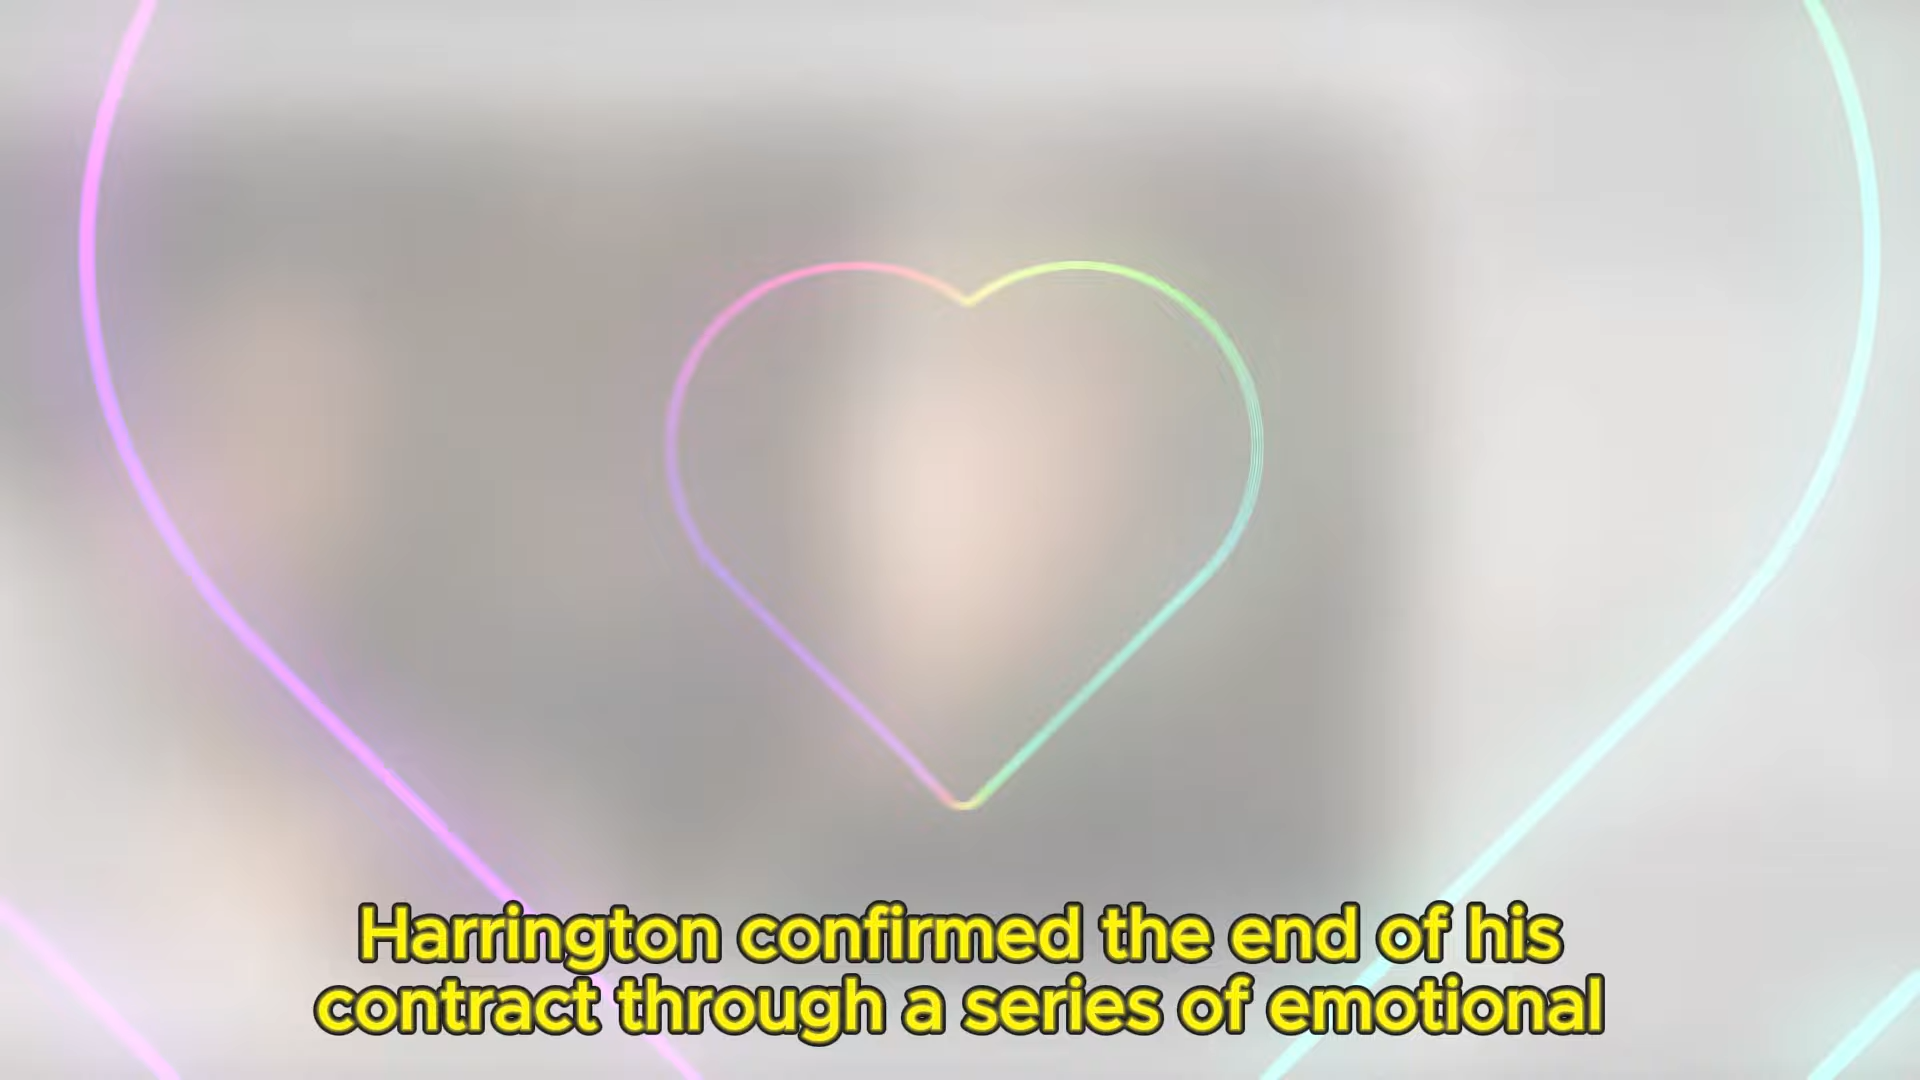 Harrington confirmed the end of his
contract through a series of emotional